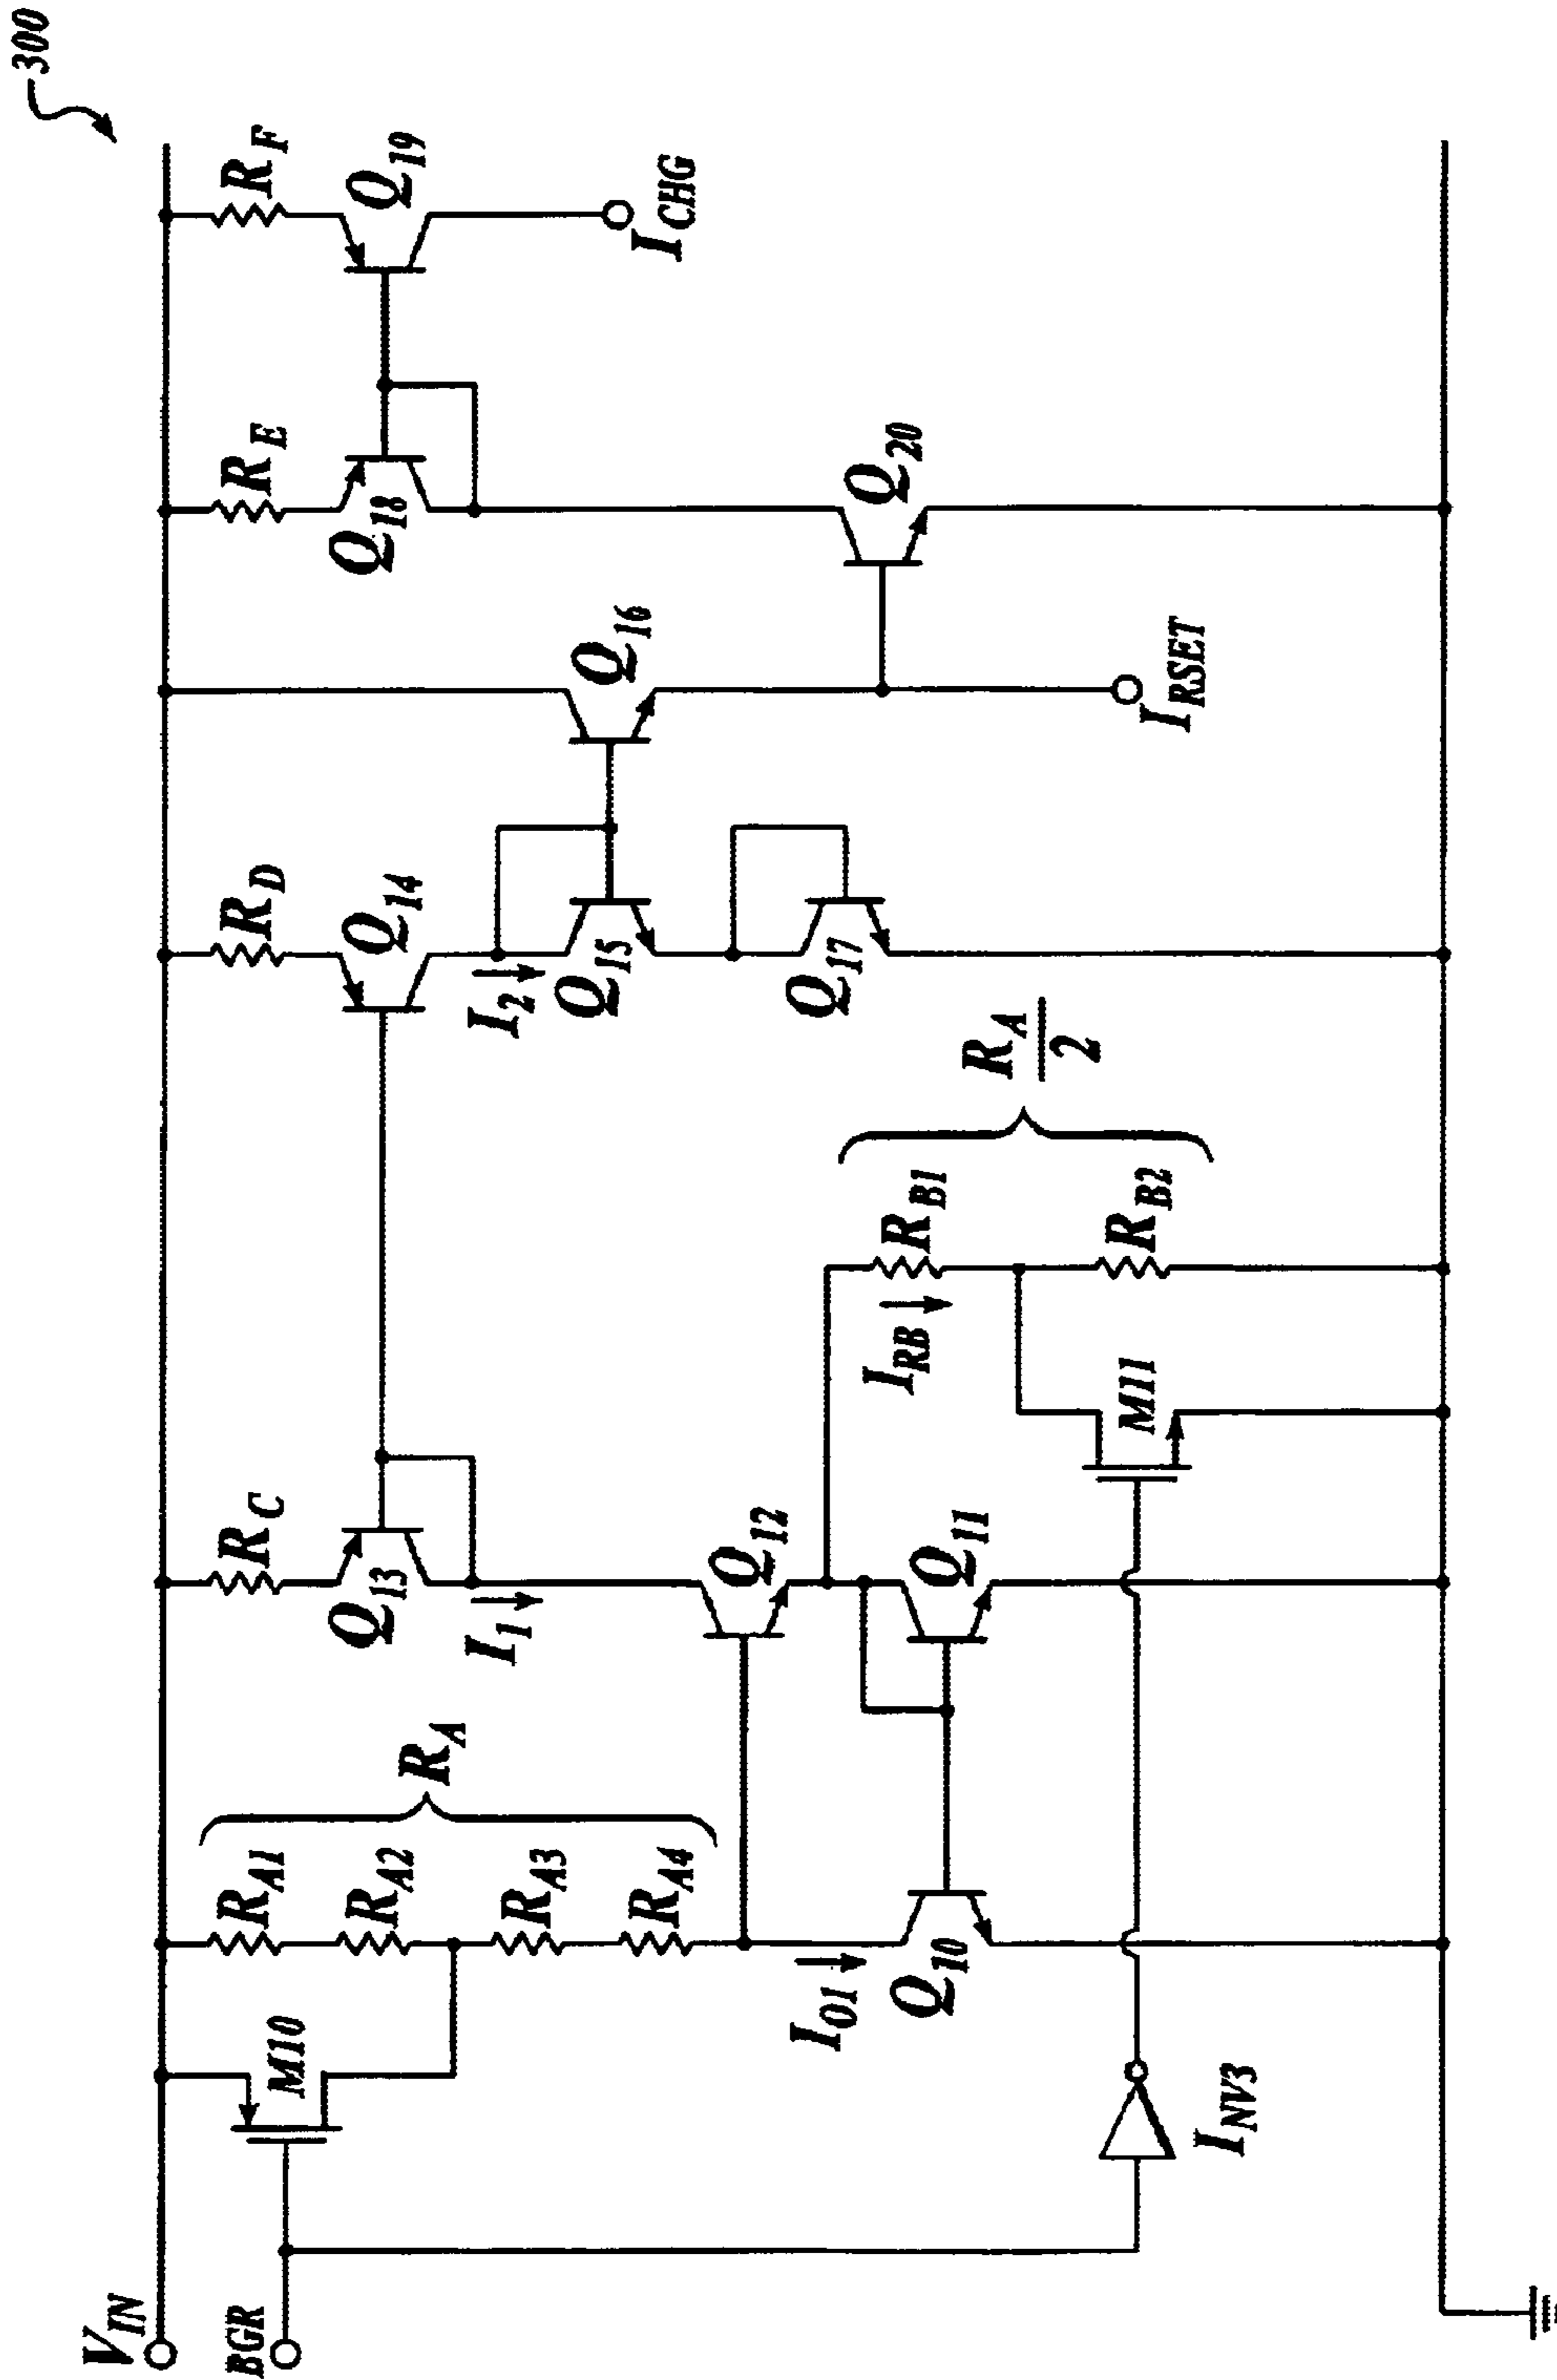 300
V_IN
BGR
M10
R_A1
R_A2
R_A3
R_A4
R_A
R_C
Q_13
I_1
R_D
Q_14
I_2
Q_15
Q_16
Q_17
R_E
Q_18
R_F
Q_19
I_CHG
Q_20
I_RSET
Q_12
Q_11
I_O1
Q_10
I_RB
R_B1
R_B2
R_A
2
M11
I_NV3